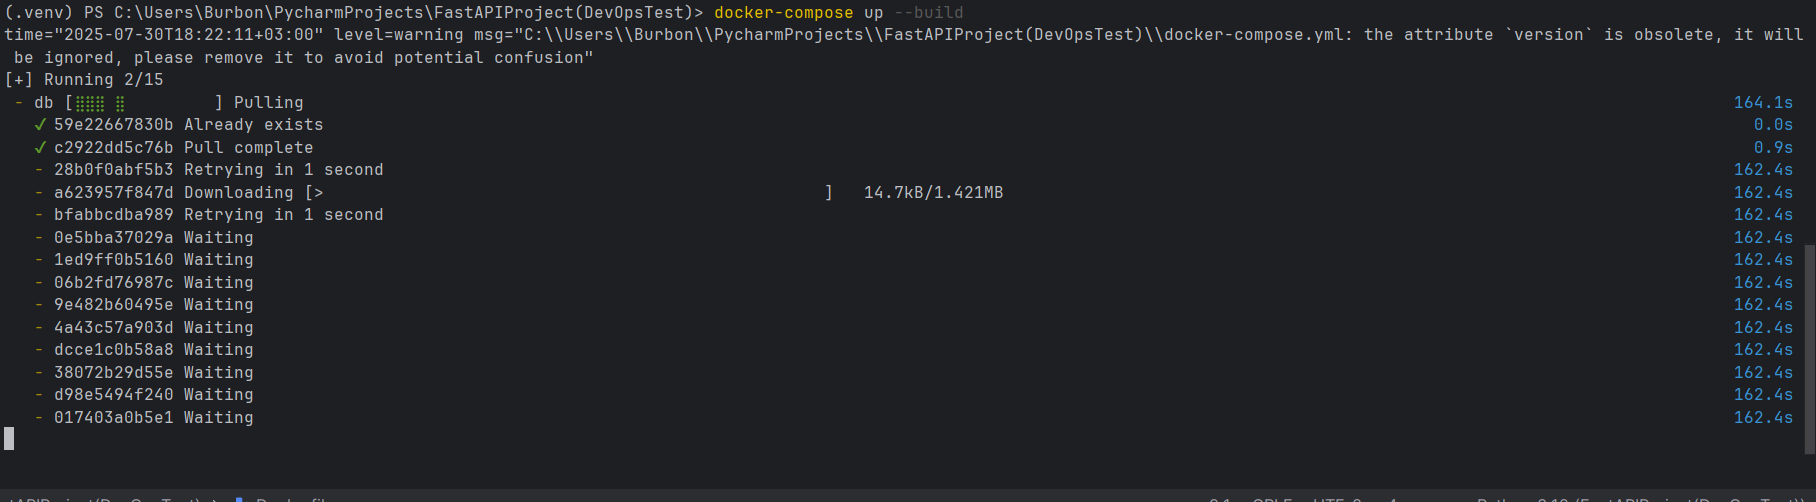 (.venv) PS C:\Users\Burbon\PycharmProjects\FastAPIProject(DevOpsTest)> docker-compose up --build
time="2025-07-30T18:22:11+03:00" level=warning msg="C:\\Users\\Burbon\\PycharmProjects\\FastAPIProject(DevOpsTest)\\docker-compose.yml: the attribute `version` is obsolete, it will
be ignored, please remove it to avoid potential confusion"
[+] Running 2/15
- db [⣿⣿⣿ ⣿         ] Pulling 164.1s
✓ 59e22667830b Already exists 0.0s
✓ c2922dd5c76b Pull complete 0.9s
- 28b0f0abf5b3 Retrying in 1 second 162.4s
- a623957f847d Downloading [>                                                  ] 14.7kB/1.421MB 162.4s
- bfabbcdba989 Retrying in 1 second 162.4s
- 0e5bba37029a Waiting 162.4s
- 1ed9ff0b5160 Waiting 162.4s
- 06b2fd76987c Waiting 162.4s
- 9e482b60495e Waiting 162.4s
- 4a43c57a903d Waiting 162.4s
- dcce1c0b58a8 Waiting 162.4s
- 38072b29d55e Waiting 162.4s
- d98e5494f240 Waiting 162.4s
- 017403a0b5e1 Waiting 162.4s